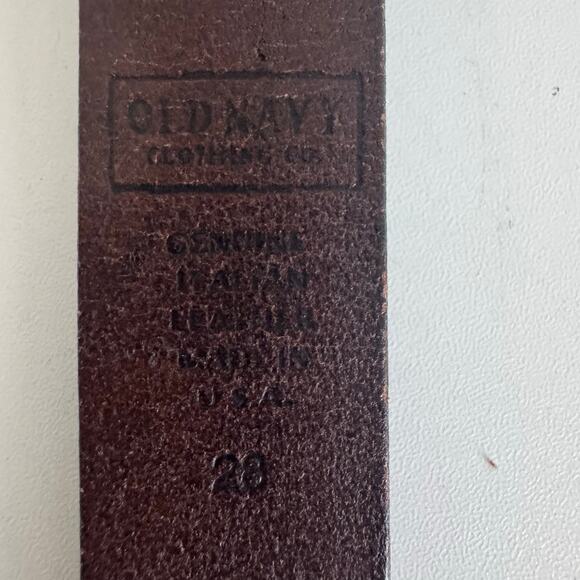 OLD NAVY
CLOTHING CO.
GENUINE
ITALIAN
LEATHER
MADE IN
U.S.A.
28